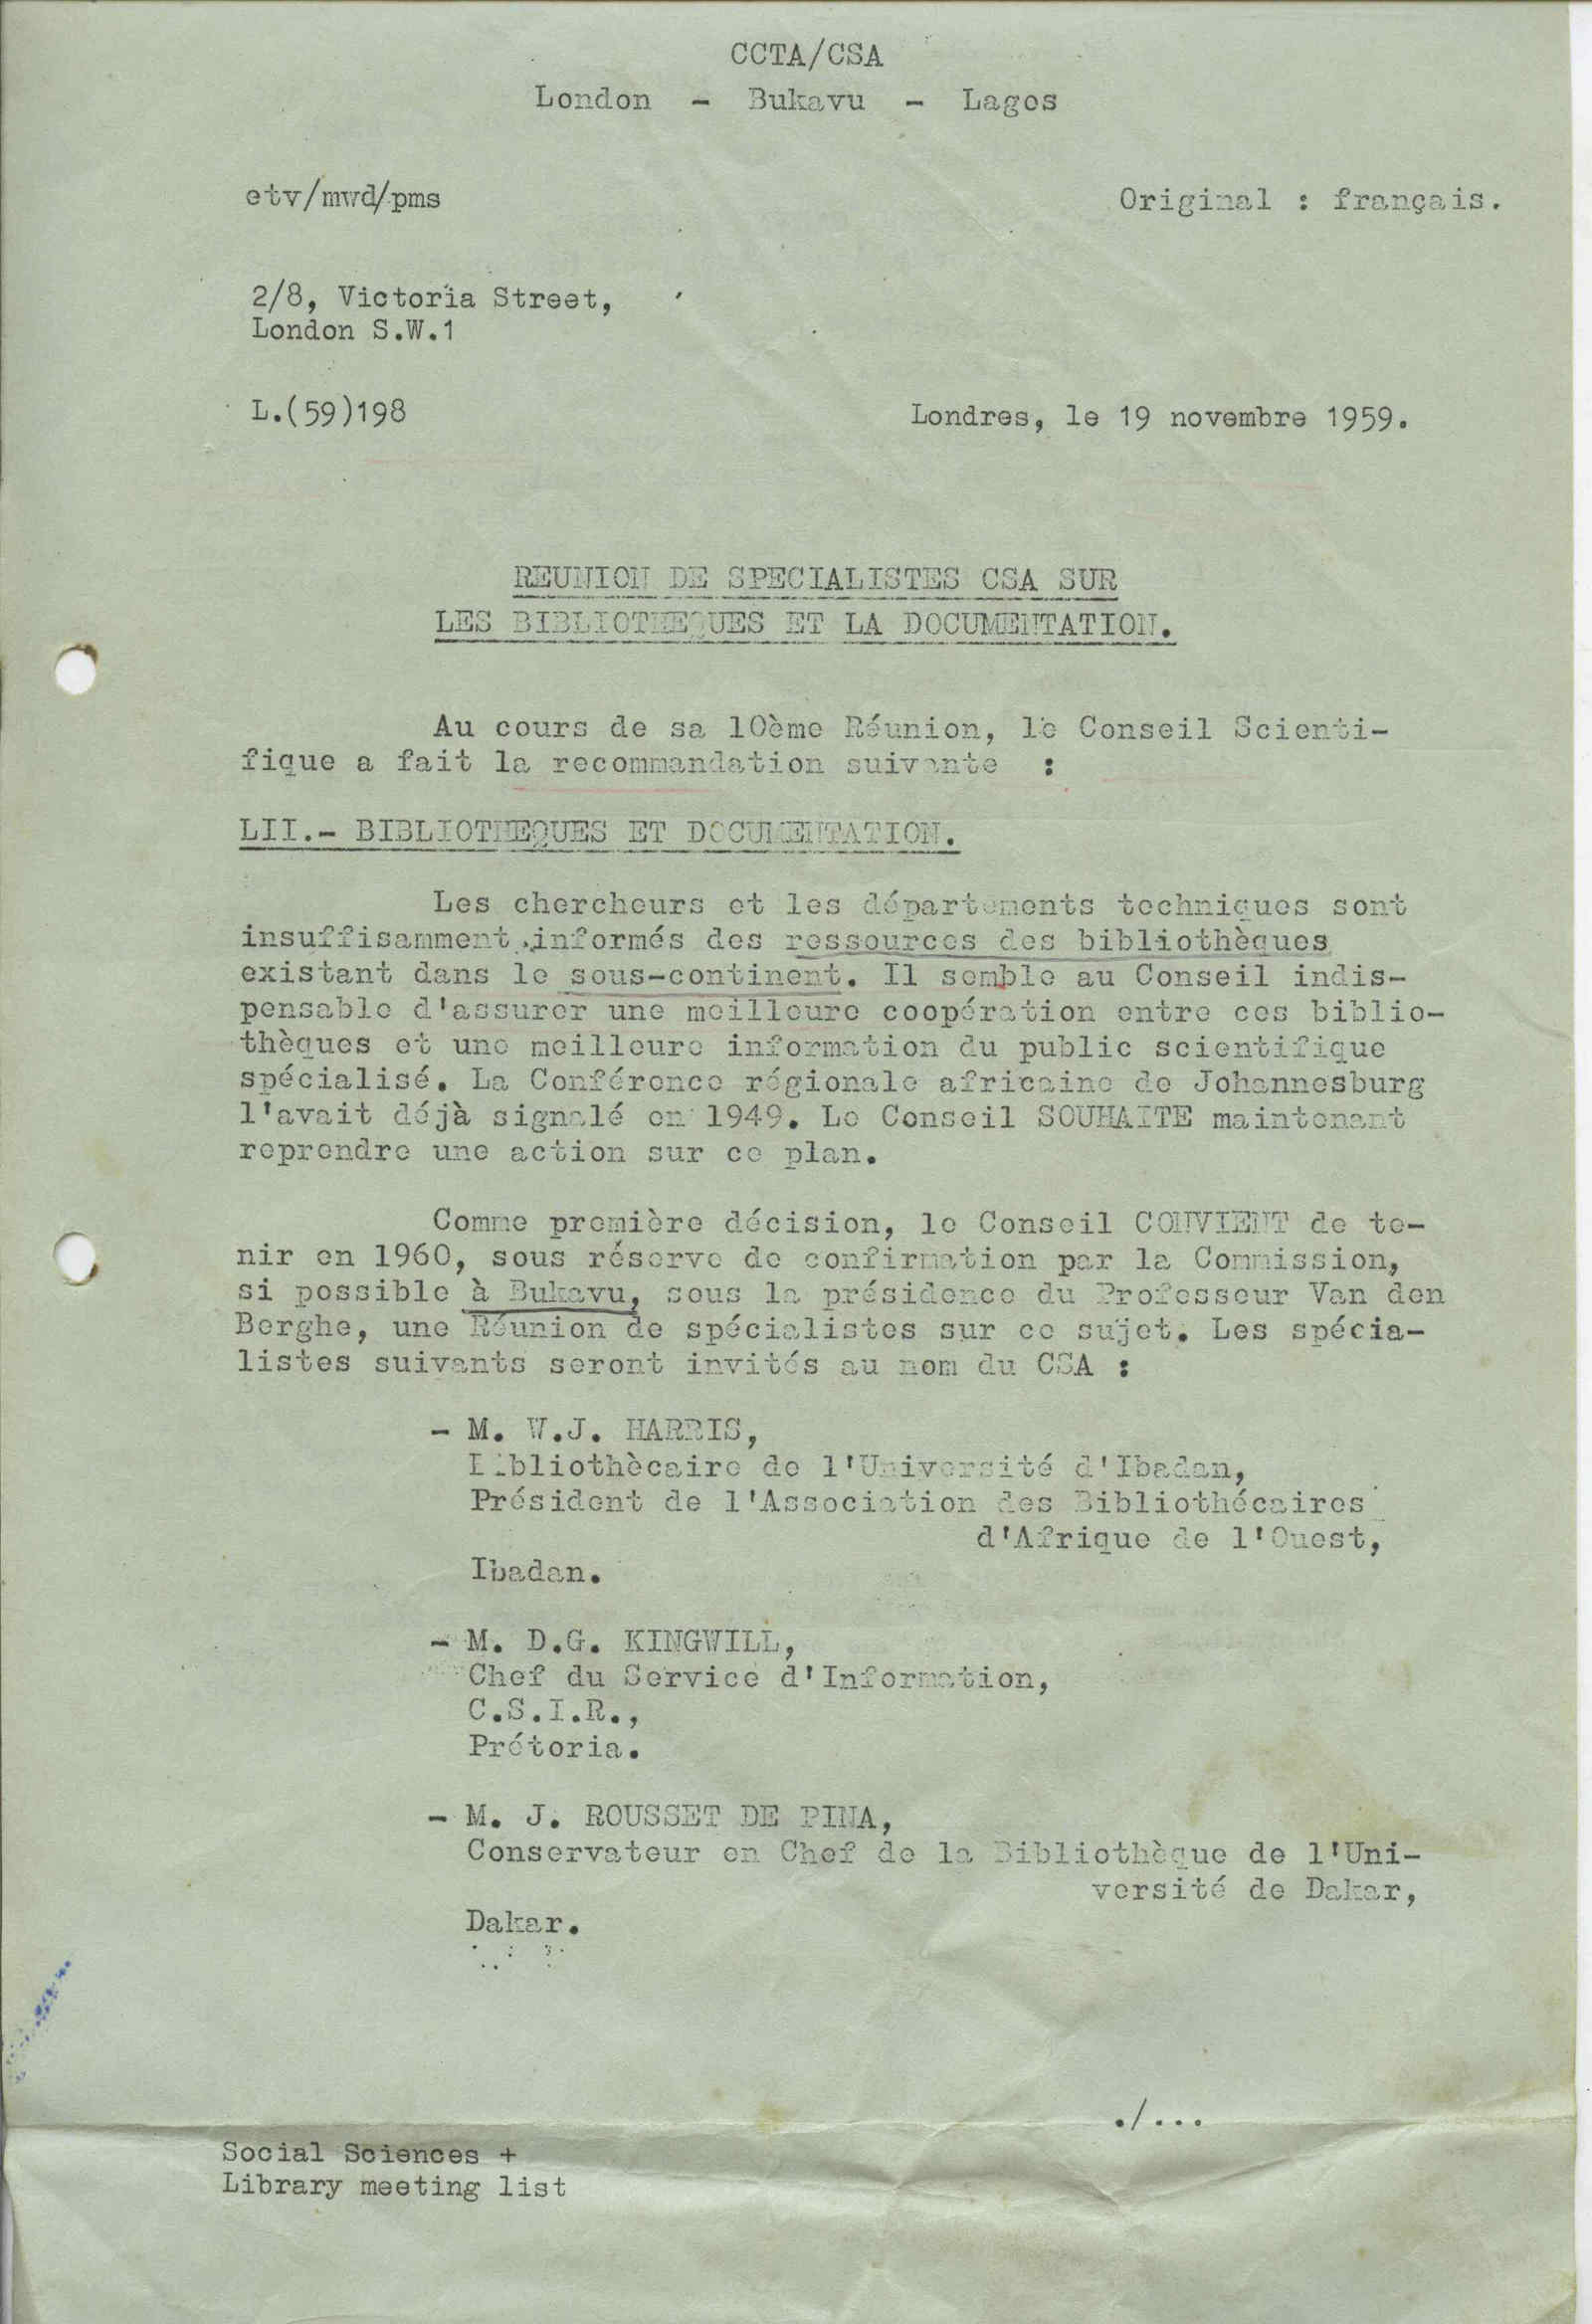 CCTA/CSA
London - Bukavu - Lagos
etv/mwd/pms
Original : français.
2/8, Victoria Street,
London S.W.1
L.(59)198
Londres, le 19 novembre 1959.
REUNION DE SPECIALISTES CSA SUR
LES BIBLIOTHEQUES ET LA DOCUMENTATION.
Au cours de sa 10ème Réunion, le Conseil Scienti-
fique a fait la recommandation suivante :
LII.- BIBLIOTHEQUES ET DOCUMENTATION.
Les chercheurs et les départements techniques sont
insuffisamment informés des ressources des bibliothèques
existant dans le sous-continent. Il semble au Conseil indis-
pensable d'assurer une meilleure coopération entre ces biblio-
thèques et une meilleure information du public scientifique
spécialisé. La Conférence régionale africaine de Johannesburg
l'avait déjà signalé en 1949. Le Conseil SOUHAITE maintenant
reprendre une action sur ce plan.
Comme première décision, le Conseil CONVIENT de te-
nir en 1960, sous réserve de confirmation par la Commission,
si possible à Bukavu, sous la présidence du Professeur Van den
Berghe, une Réunion de spécialistes sur ce sujet. Les spécia-
listes suivants seront invités au nom du CSA :
- M. W.J. HARRIS,
Bibliothècaire de l'Université d'Ibadan,
Président de l'Association des Bibliothécaires
d'Afrique de l'Ouest,
Ibadan.
- M. D.G. KINGWILL,
Chef du Service d'Information,
C.S.I.R.,
Prétoria.
- M. J. ROUSSET DE PINA,
Conservateur en Chef de la Bibliothèque de l'Uni-
versité de Dakar,
Dakar.
./...
Social Sciences +
Library meeting list